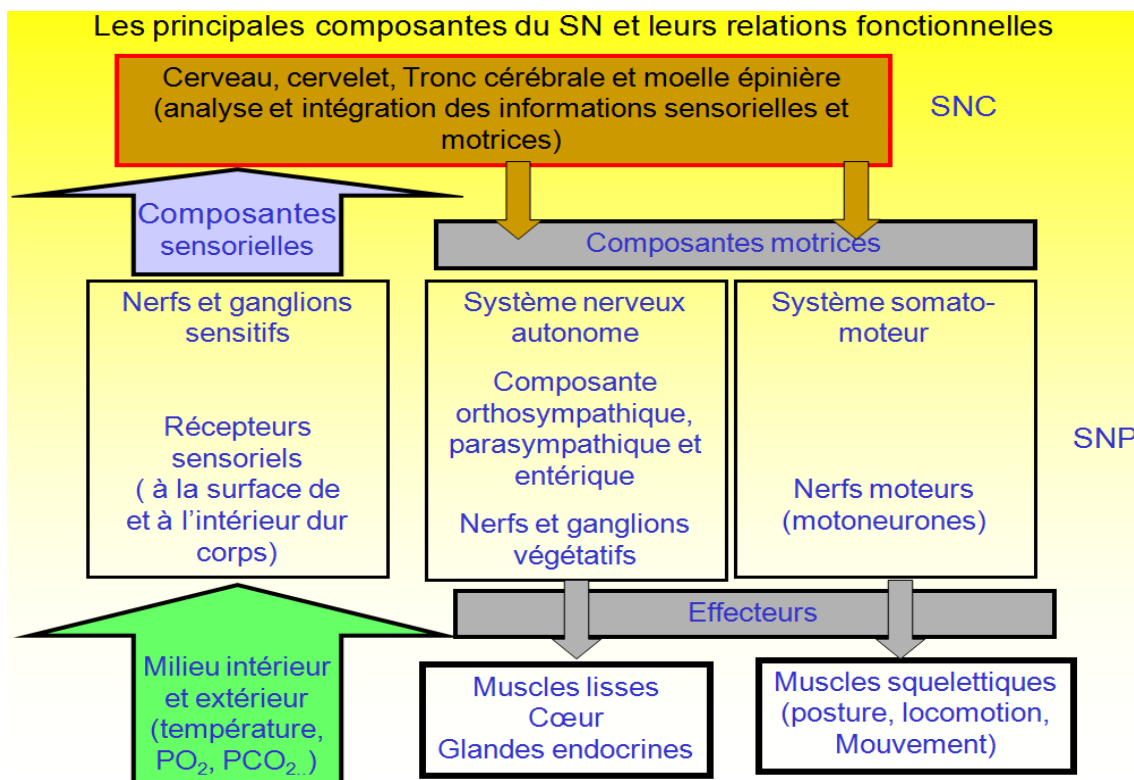 Les principales composantes du SN et leurs relations fonctionnelles
Cerveau, cervelet, Tronc cérébrale et moelle épinière
(analyse et intégration des informations sensorielles et
motrices)
SNC
Composantes
sensorielles
Composantes motrices
Nerfs et ganglions
sensitifs
Récepteurs
sensoriels
( à la surface de
et à l'intérieur dur
corps)
Système nerveux
autonome
Composante
orthosympathique,
parasympathique et
entérique
Nerfs et ganglions
végétatifs
Système somato-
moteur
Nerfs moteurs
(motoneurones)
SNP
Effecteurs
Milieu intérieur
et extérieur
(température,
PO₂, PCO₂..)
Muscles lisses
Cœur
Glandes endocrines
Muscles squelettiques
(posture, locomotion,
Mouvement)